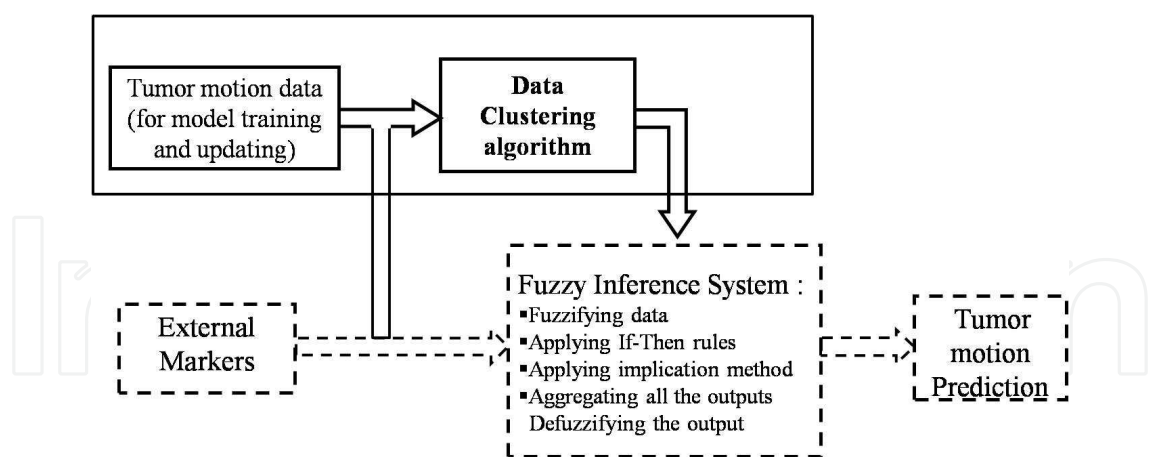 Tumor motion data
(for model training
and updating)
Data
Clustering
algorithm
External
Markers
Fuzzy Inference System :
▪Fuzzifying data
▪Applying If-Then rules
▪Applying implication method
▪Aggregating all the outputs
Defuzzifying the output
Tumor
motion
Prediction